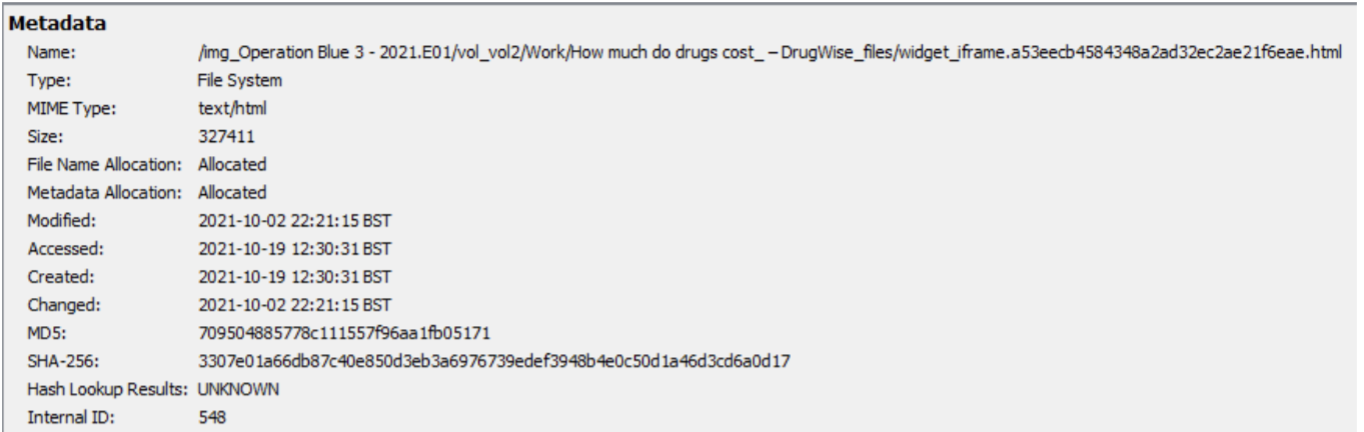 Metadata
Name: /img_Operation Blue 3 - 2021.E01/vol_vol2/Work/How much do drugs cost_ – DrugWise_files/widget_iframe.a53eecb4584348a2ad32ec2ae21f6eae.html
Type: File System
MIME Type: text/html
Size: 327411
File Name Allocation: Allocated
Metadata Allocation: Allocated
Modified: 2021-10-02 22:21:15 BST
Accessed: 2021-10-19 12:30:31 BST
Created: 2021-10-19 12:30:31 BST
Changed: 2021-10-02 22:21:15 BST
MD5: 709504885778c111557f96aa1fb05171
SHA-256: 3307e01a66db87c40e850d3eb3a6976739edef3948b4e0c50d1a46d3cd6a0d17
Hash Lookup Results: UNKNOWN
Internal ID: 548